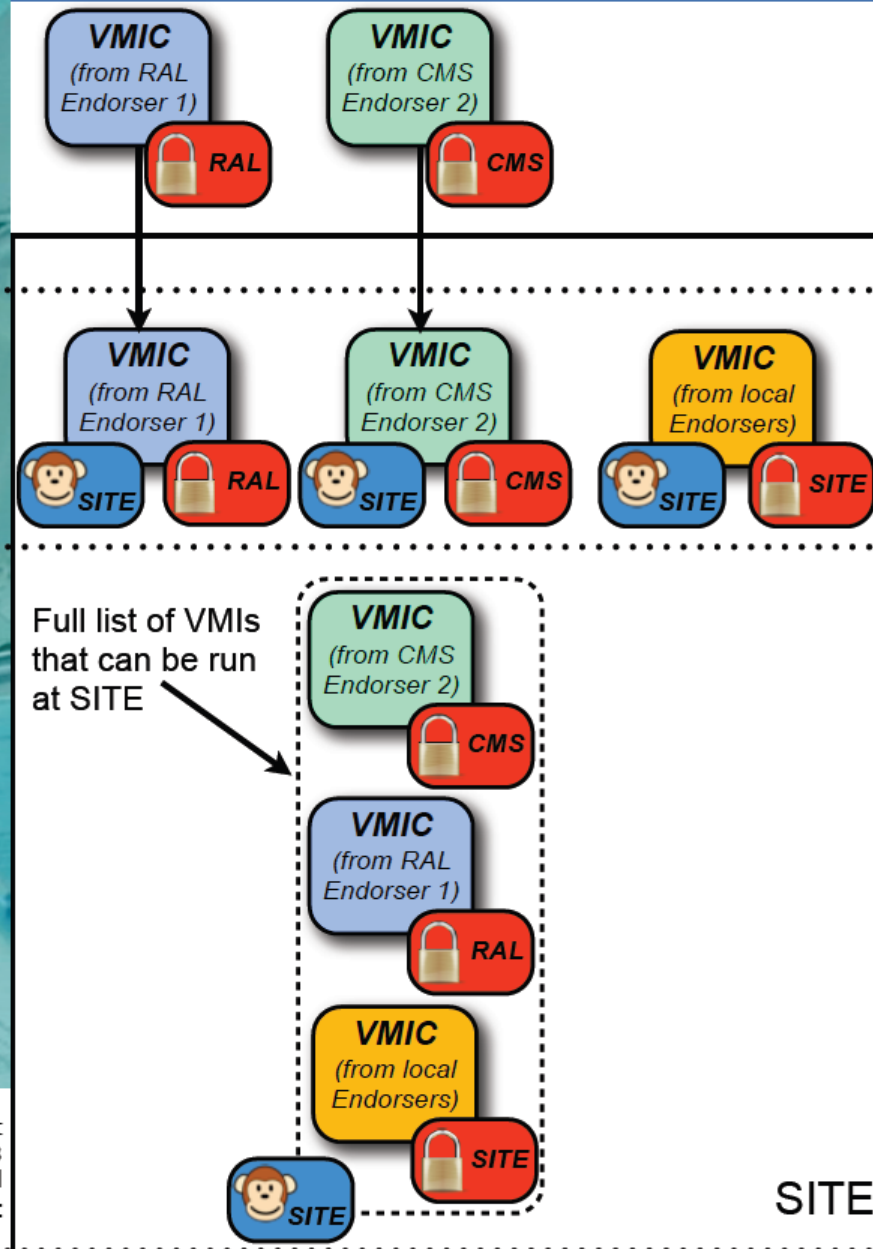 VMIC
(from RAL
Endorser 1)
RAL
VMIC
(from CMS
Endorser 2)
CMS
VMIC
(from RAL
Endorser 1)
SITE
RAL
VMIC
(from CMS
Endorser 2)
SITE
CMS
VMIC
(from local
Endorsers)
SITE
SITE
Full list of VMIs
that can be run
at SITE
VMIC
(from CMS
Endorser 2)
CMS
VMIC
(from RAL
Endorser 1)
RAL
VMIC
(from local
Endorsers)
SITE
SITE
SITE